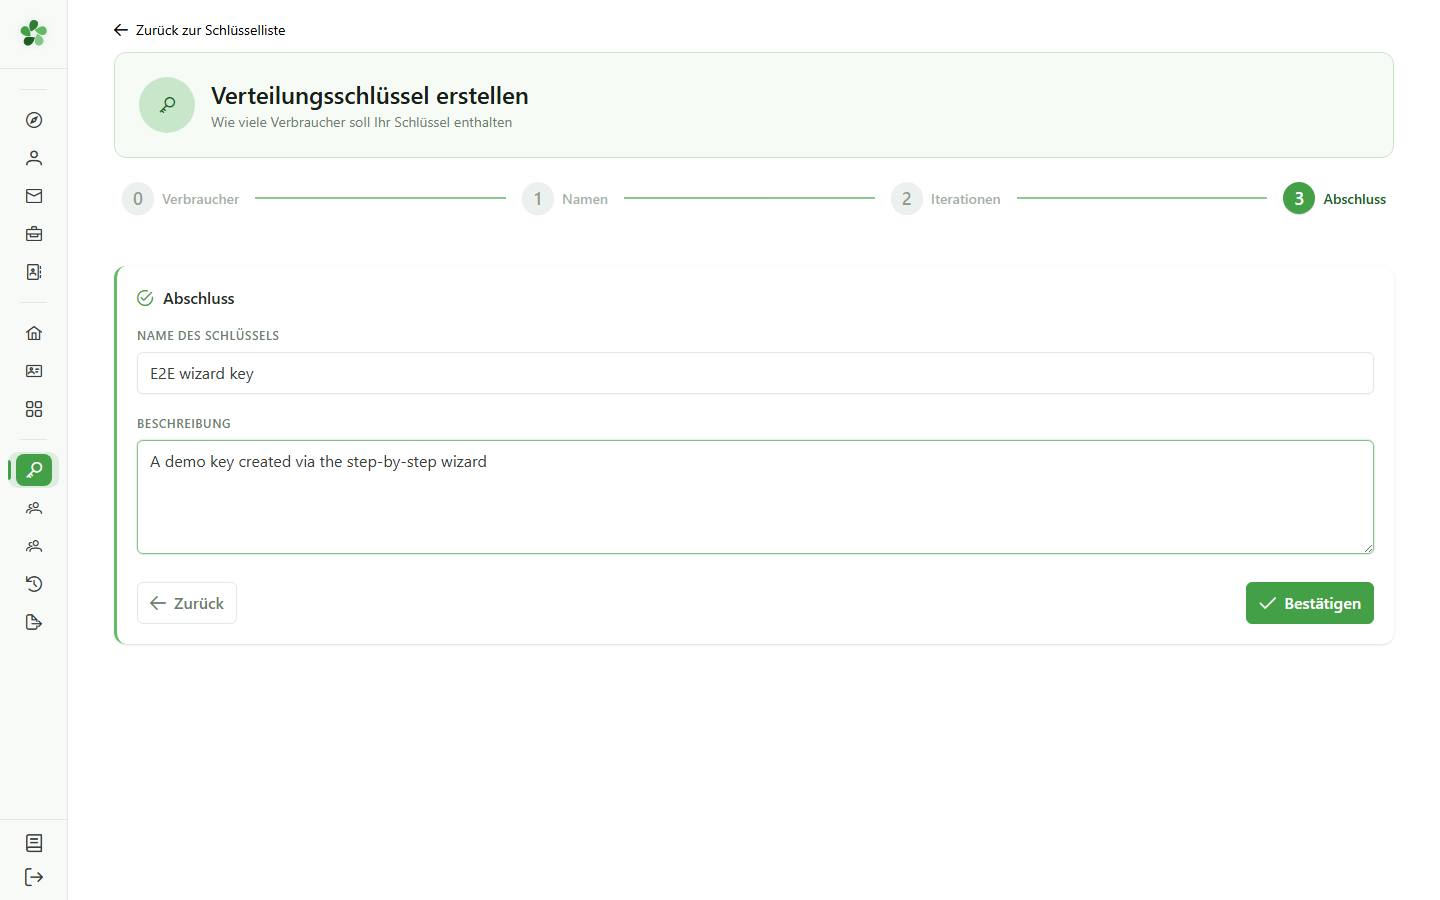 Zurück zur Schlüsselliste
Verteilungsschlüssel erstellen
Wie viele Verbraucher soll Ihr Schlüssel enthalten
0 Verbraucher
1 Namen
2 Iterationen
3 Abschluss
Abschluss
NAME DES SCHLÜSSELS
E2E wizard key
BESCHREIBUNG
A demo key created via the step-by-step wizard
Zurück
Bestätigen